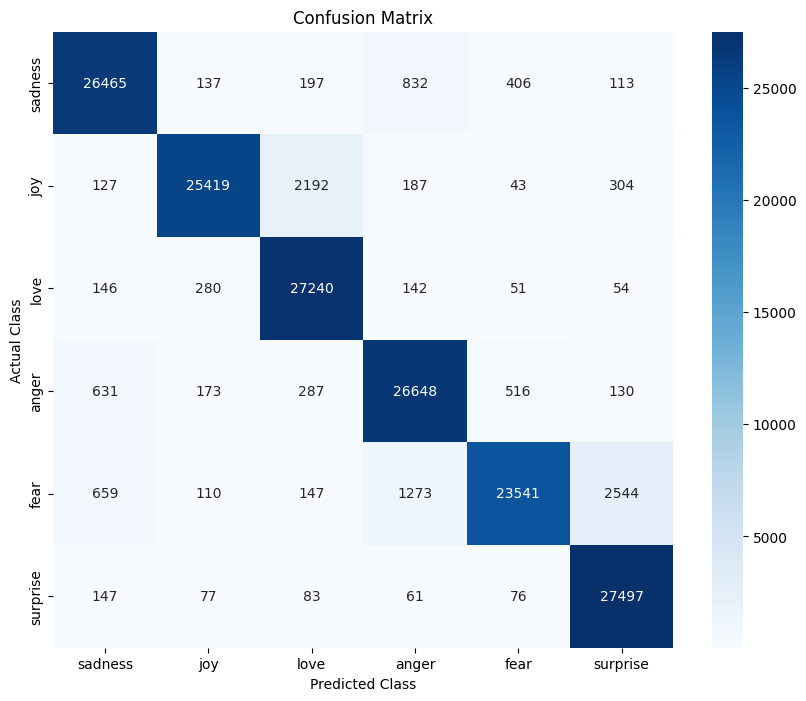 Confusion Matrix
Actual Class
sadness 26465 137 197 832 406 113
joy 127 25419 2192 187 43 304
love 146 280 27240 142 51 54
anger 631 173 287 26648 516 130
fear 659 110 147 1273 23541 2544
surprise 147 77 83 61 76 27497
sadness joy love anger fear surprise
Predicted Class
25000
20000
15000
10000
5000